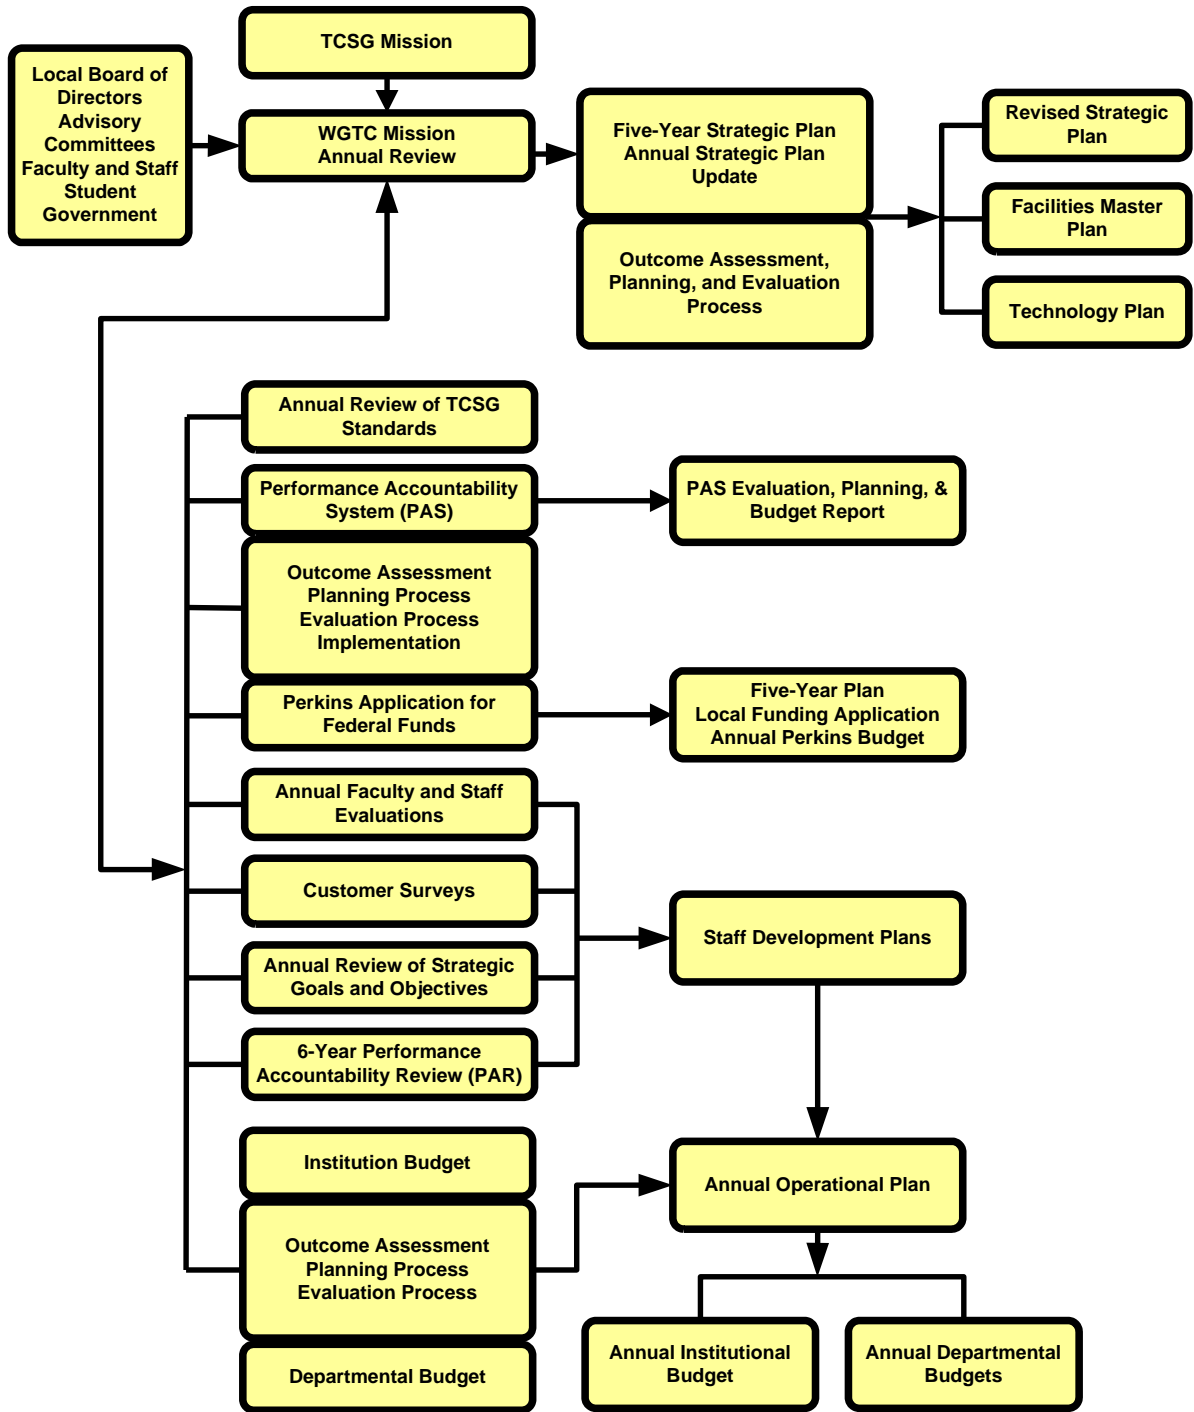 TCSG Mission
Local Board of
Directors
Advisory
Committees
Faculty and Staff
Student
Government
WGTC Mission
Annual Review
Five-Year Strategic Plan
Annual Strategic Plan
Update
Outcome Assessment,
Planning, and Evaluation
Process
Revised Strategic
Plan
Facilities Master
Plan
Technology Plan
Annual Review of TCSG
Standards
Performance Accountability
System (PAS)
PAS Evaluation, Planning, &
Budget Report
Outcome Assessment
Planning Process
Evaluation Process
Implementation
Perkins Application for
Federal Funds
Five-Year Plan
Local Funding Application
Annual Perkins Budget
Annual Faculty and Staff
Evaluations
Customer Surveys
Annual Review of Strategic
Goals and Objectives
6-Year Performance
Accountability Review (PAR)
Staff Development Plans
Institution Budget
Outcome Assessment
Planning Process
Evaluation Process
Departmental Budget
Annual Operational Plan
Annual Institutional
Budget
Annual Departmental
Budgets